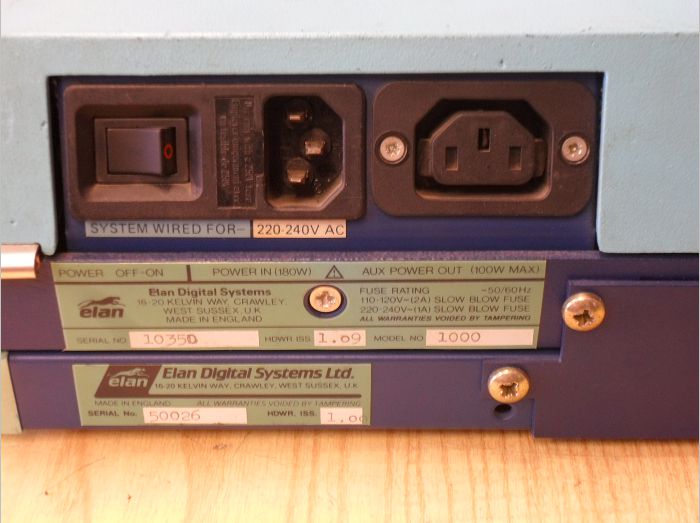 SYSTEM WIRED FOR- 220-240V AC
POWER OFF-ON POWER IN (180W) AUX POWER OUT (100W MAX)
elan
Elan Digital Systems
16-20 KELVIN WAY, CRAWLEY,
WEST SUSSEX, U.K
MADE IN ENGLAND
FUSE RATING ~50/60Hz
110-120V~(2A) SLOW BLOW FUSE
220-240V~(1A) SLOW BLOW FUSE
ALL WARRANTIES VOIDED BY TAMPERING
SERIAL NO 10350 HDWR ISS 1.09 MODEL NO 1000
elan
Elan Digital Systems Ltd.
16-20 KELVIN WAY, CRAWLEY, WEST SUSSEX, U.K
MADE IN ENGLAND ALL WARRANTIES VOIDED BY TAMPERING
SERIAL No. 50026 HDWR. ISS.